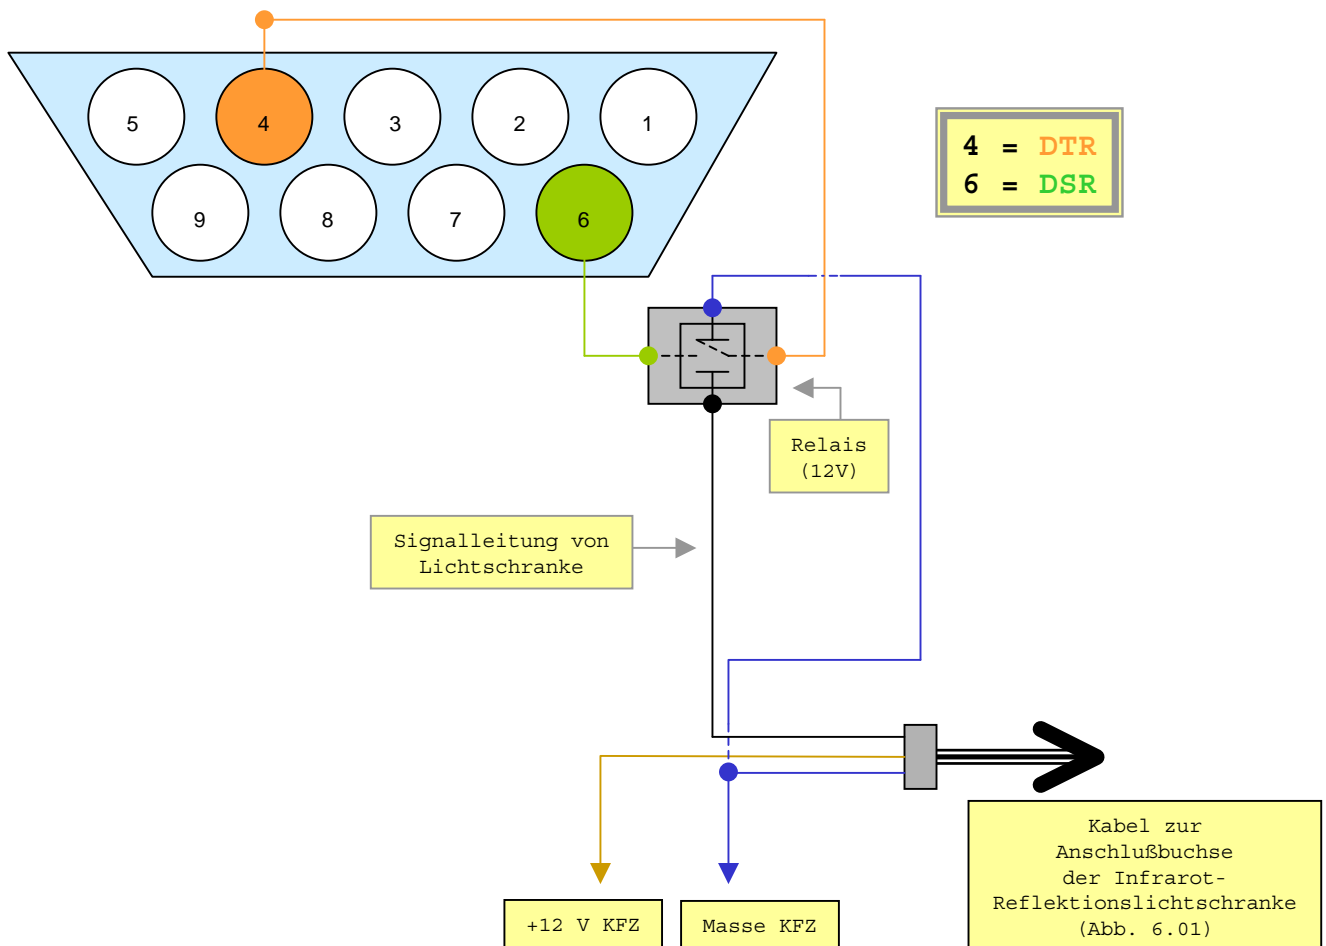 5
4
3
2
1
4 = DTR
6 = DSR
9
8
7
6
Relais
(12V)
Signalleitung von
Lichtschranke
Kabel zur
Anschlußbuchse
der Infrarot-
Reflektionslichtschranke
(Abb. 6.01)
+12 V KFZ
Masse KFZ